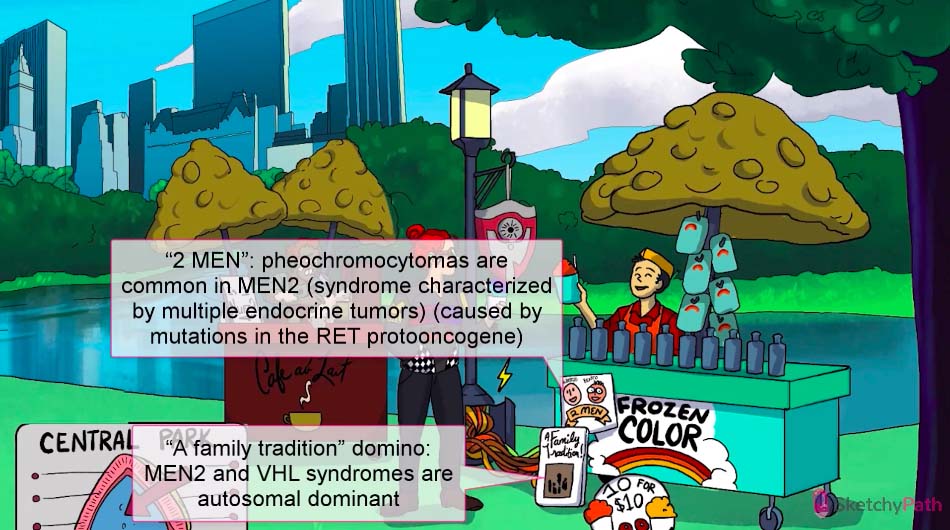 “2 MEN”: pheochromocytomas are
common in MEN2 (syndrome characterized
by multiple endocrine tumors) (caused by
mutations in the RET protooncogene)
Café au Lait
2 MEN
FROZEN
COLOR
A
Family
Tradition!
CENTRAL PARK
“A family tradition” domino:
MEN2 and VHL syndromes are
autosomal dominant
10 FOR
$10
SketchyPath